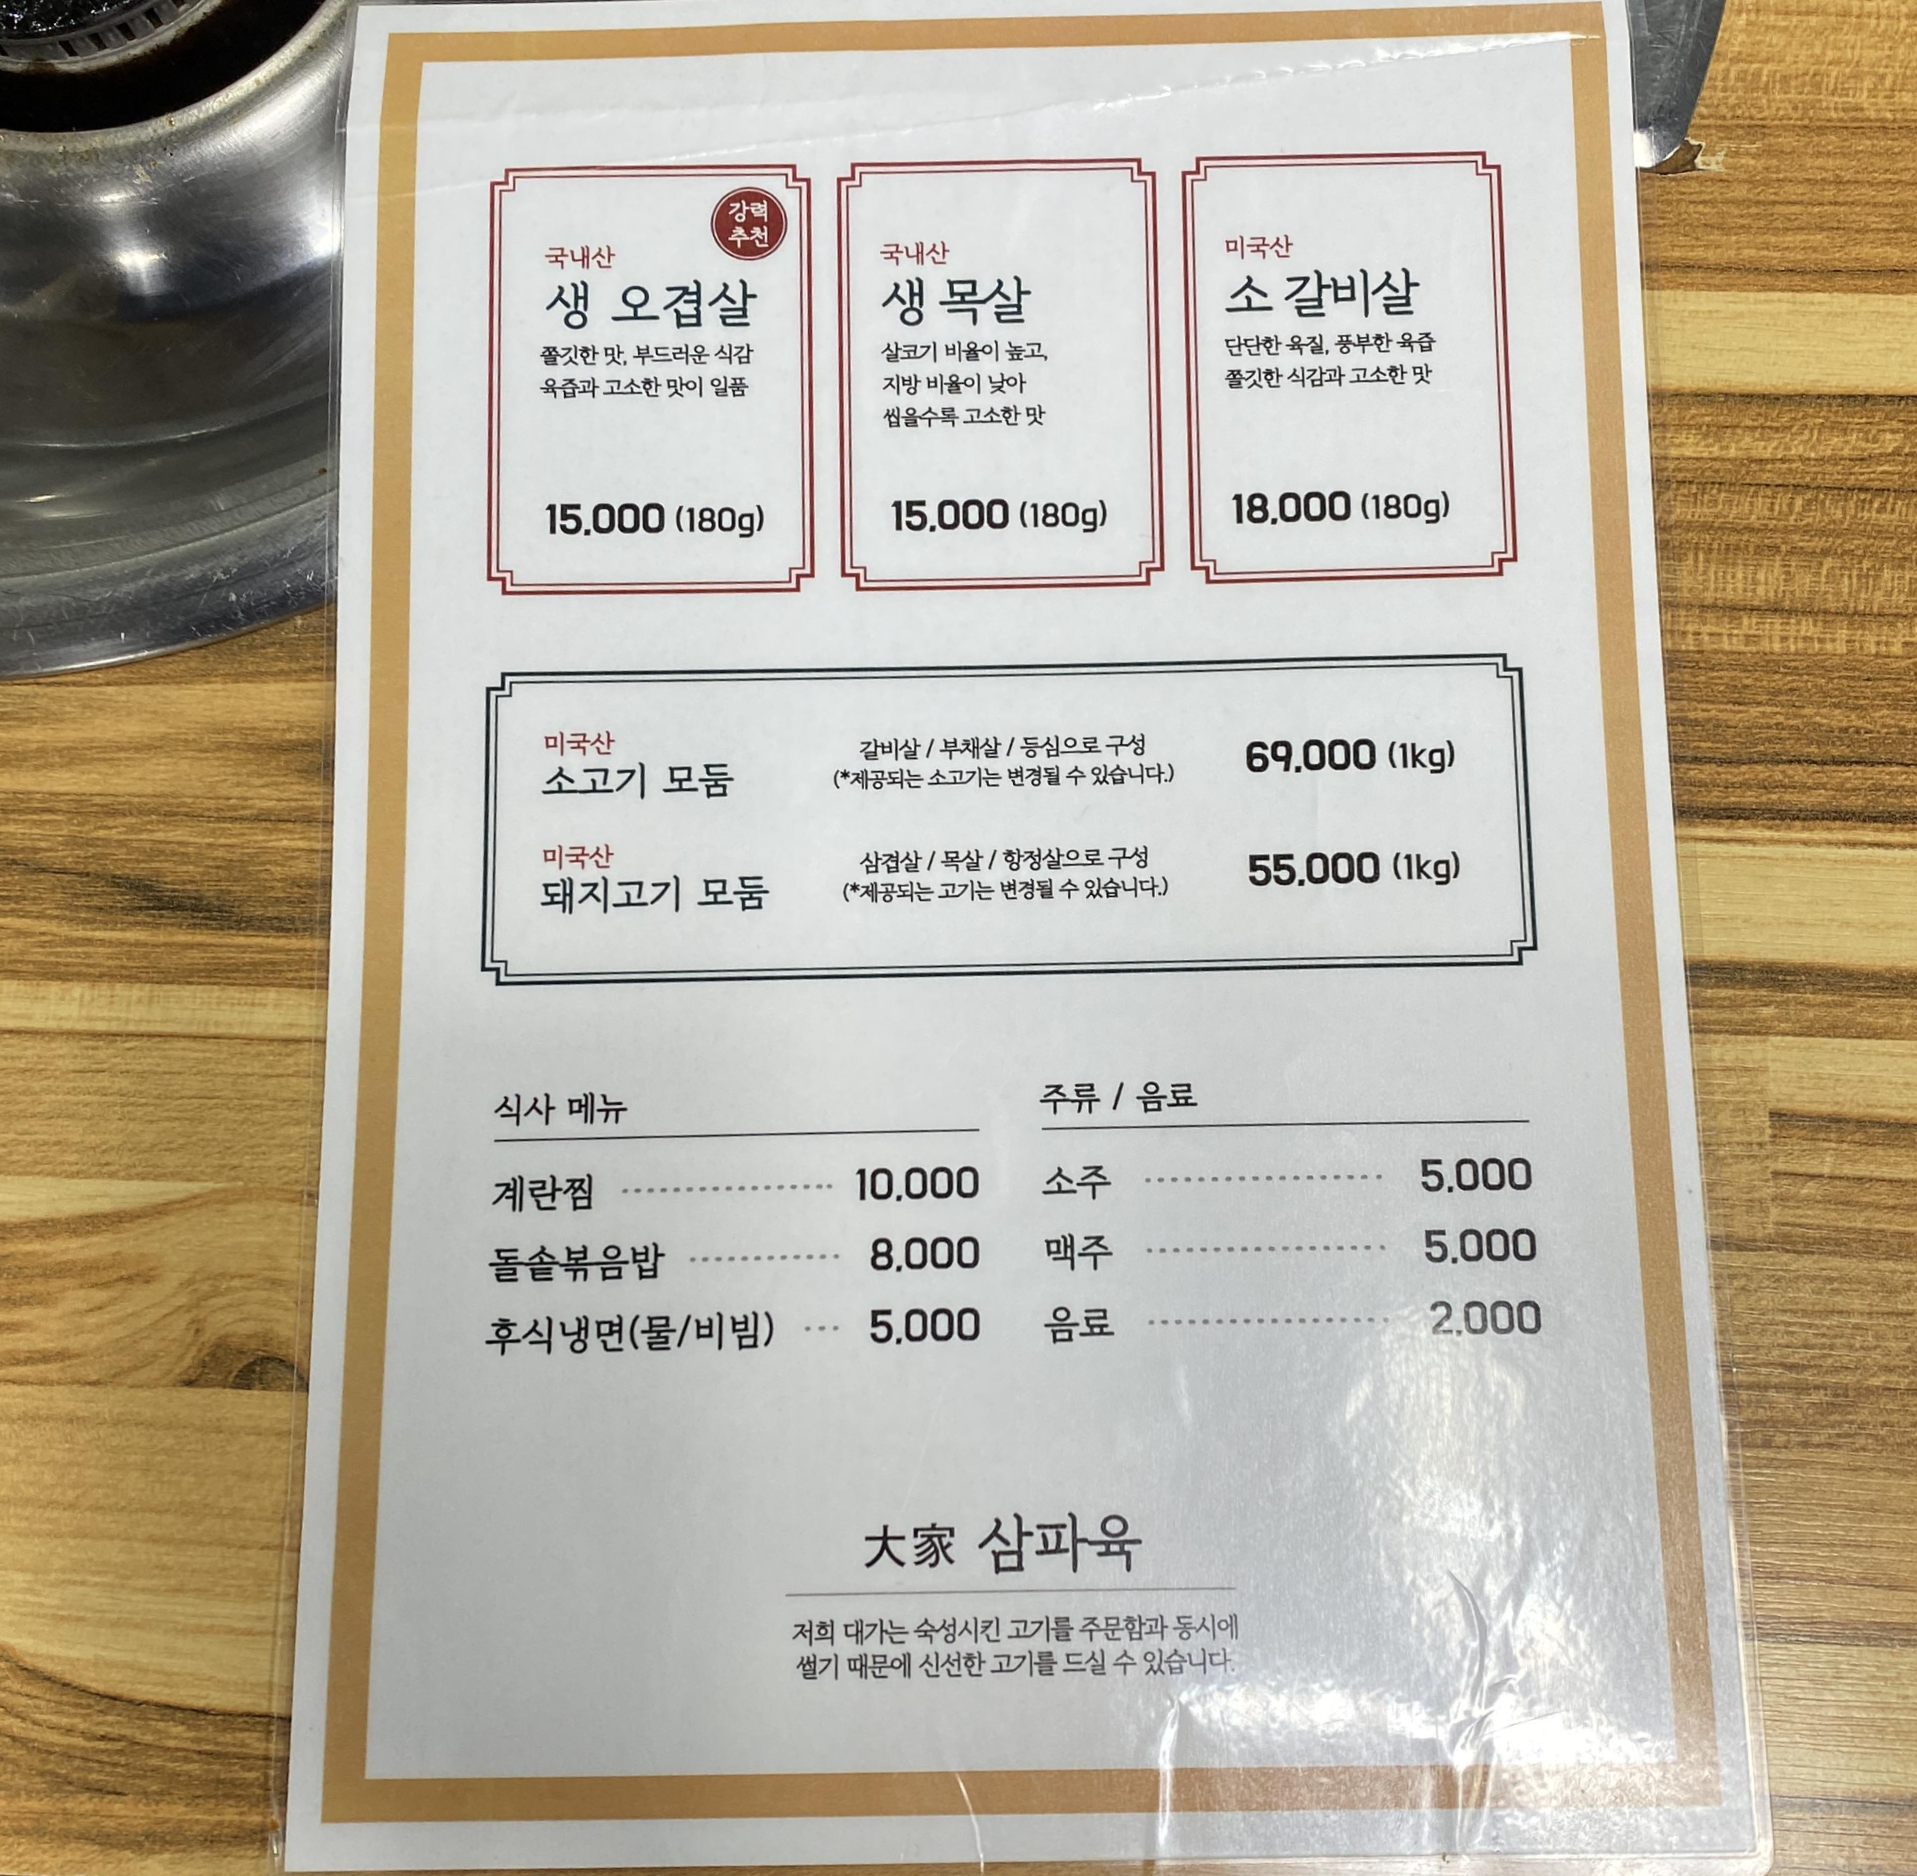 강력
추천
국내산
생 오겹살
쫄깃한 맛, 부드러운 식감
육즙과 고소한 맛이 일품
15,000 (180g)
국내산
생 목살
살코기 비율이 높고,
지방 비율이 낮아
씹을수록 고소한 맛
15,000 (180g)
미국산
소 갈비살
단단한 육질, 풍부한 육즙
쫄깃한 식감과 고소한 맛
18,000 (180g)
미국산
소고기 모둠
갈비살 / 부채살 / 등심으로 구성
(*제공되는 소고기는 변경될 수 있습니다.)
69,000 (1kg)
미국산
돼지고기 모둠
삼겹살 / 목살 / 항정살으로 구성
(*제공되는 고기는 변경될 수 있습니다.)
55,000 (1kg)
식사 메뉴
계란찜 ················· 10,000
돌솥볶음밥 ············ 8,000
후식냉면(물/비빔) ··· 5,000
주류 / 음료
소주 ··················· 5,000
맥주 ··················· 5,000
음료 ··················· 2,000
大家 삼파육
저희 대가는 숙성시킨 고기를 주문함과 동시에
썰기 때문에 신선한 고기를 드실 수 있습니다.